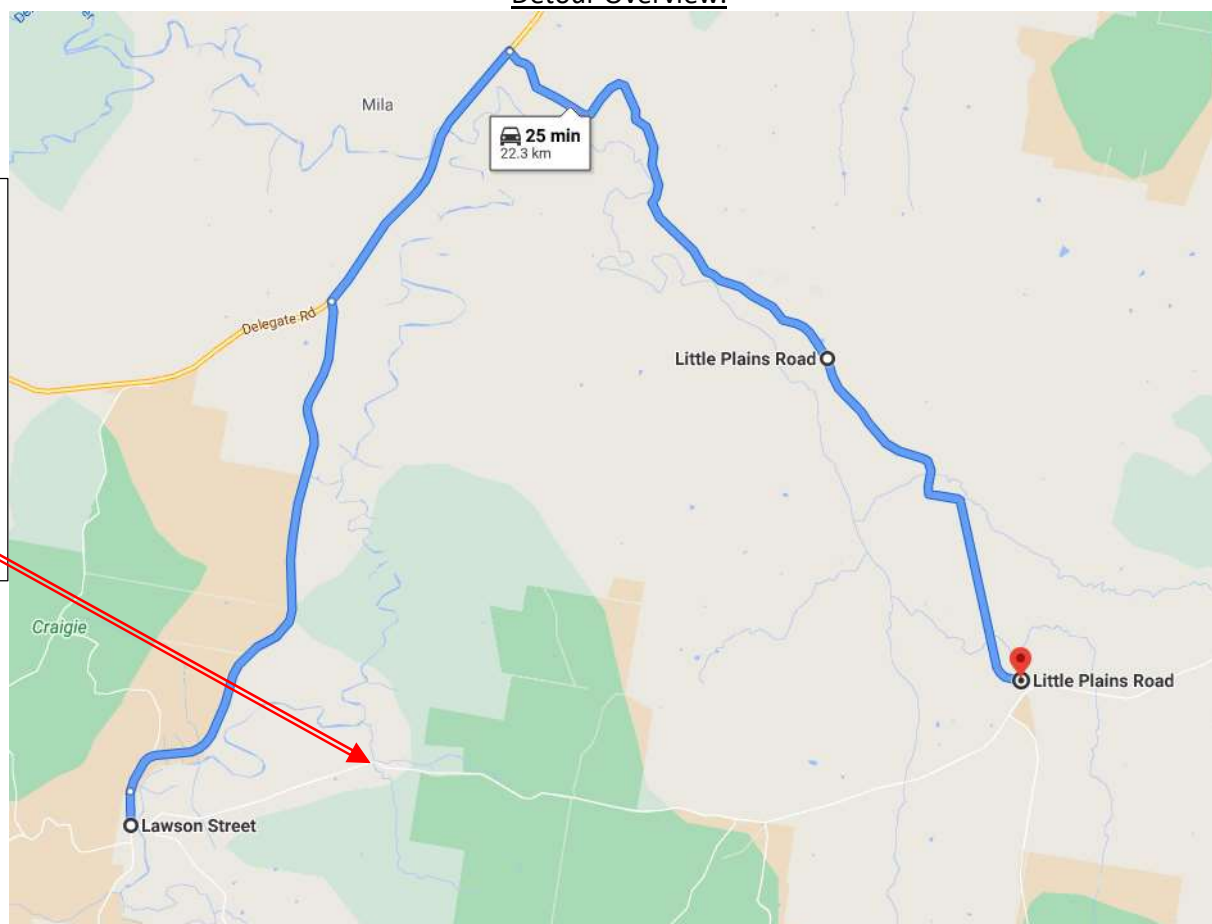 Detour Overview:
Mila
25 min
22.3 km
Delegate Rd
Little Plains Road
Craigie
Little Plains Road
Lawson Street